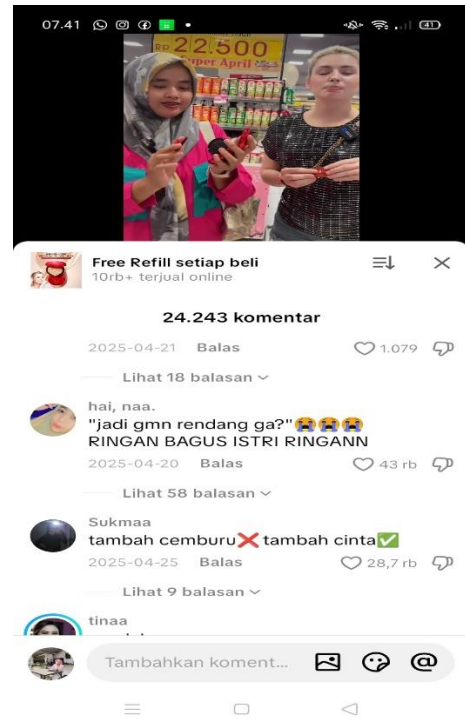 07.41
41
RP 22.500
Super April
Free Refill setiap beli
10rb+ terjual online
24.243 komentar
2025-04-21 Balas 1.079
Lihat 18 balasan
hai, naa.
"jadi gmn rendang ga?"😭😭😭
RINGAN BAGUS ISTRI RINGANN
2025-04-20 Balas 43 rb
Lihat 58 balasan
Sukmaa
tambah cemburu❌ tambah cinta✅
2025-04-25 Balas 28,7 rb
Lihat 9 balasan
tinaa
Tambahkan koment...